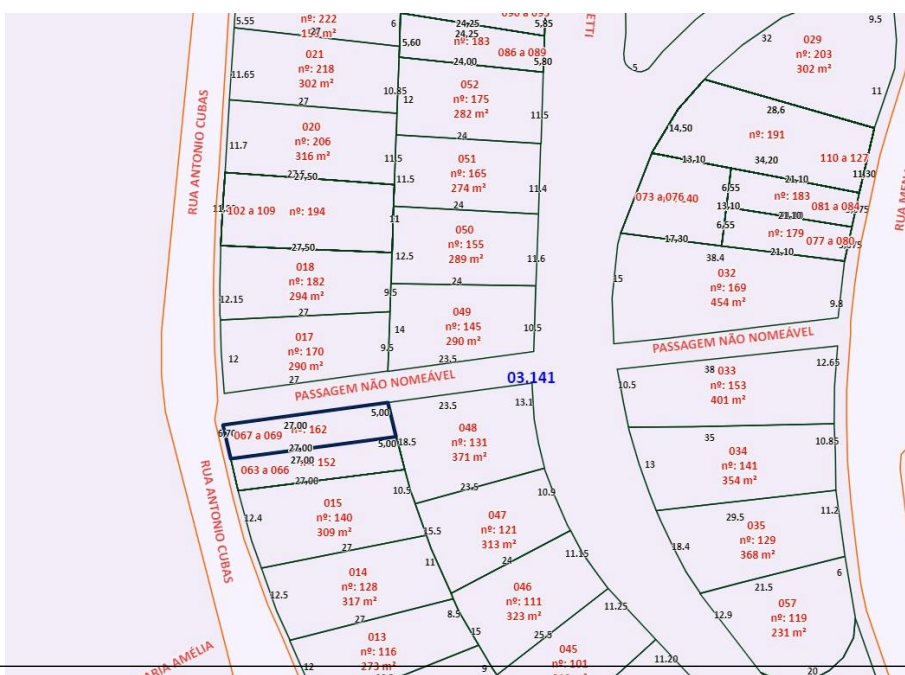 5.55
nº: 222
27
021
nº: 218
302 m²
11.65
10.85
27
020
nº: 206
316 m²
11.7
11.5
27,50
102 a 109
nº: 194
11
27,50
018
nº: 182
294 m²
12.15
9.5
27
017
nº: 170
290 m²
12
9.5
27
RUA ANTONIO CUBAS
6
24,25
24,25
5,85
5,60
nº: 183
086 a 089
24,00
5,80
052
nº: 175
282 m²
12
11.5
24
051
nº: 165
274 m²
11.5
11.4
24
050
nº: 155
289 m²
12.5
11.6
24
049
nº: 145
290 m²
14
10.5
23.5
ETTI
PASSAGEM NÃO NOMEÁVEL
03.141
5
32
029
nº: 203
302 m²
9.5
11
28,6
14,50
nº: 191
110 a 127
13,10
34,20
21,10
11,30
073 a 076
6,55
nº: 183
081 a 084
13,10
21,10
6,55
nº: 179
077 a 080
17,30
21,10
38.4
032
nº: 169
454 m²
15
9.8
RUA MEN
PASSAGEM NÃO NOMEÁVEL
27,00
5,00
067 a 069
nº: 162
27,00
5,00
27,00
063 a 066
nº: 152
27,00
015
nº: 140
309 m²
12.4
10.5
27
014
nº: 128
317 m²
12.5
11
27
013
nº: 116
273 m²
12
RUA ANTONIO CUBAS
ARIA AMÉLIA
23.5
13.1
048
nº: 131
371 m²
18.5
23.5
10.9
047
nº: 121
313 m²
15.5
24
11.15
046
nº: 111
323 m²
8.5
15
25.5
11.25
045
nº: 101
9
11.20
38
033
nº: 153
401 m²
12.65
10.5
35
034
nº: 141
354 m²
10.85
13
29.5
035
nº: 129
368 m²
11.2
18.4
21.5
6
057
nº: 119
231 m²
12.9
20